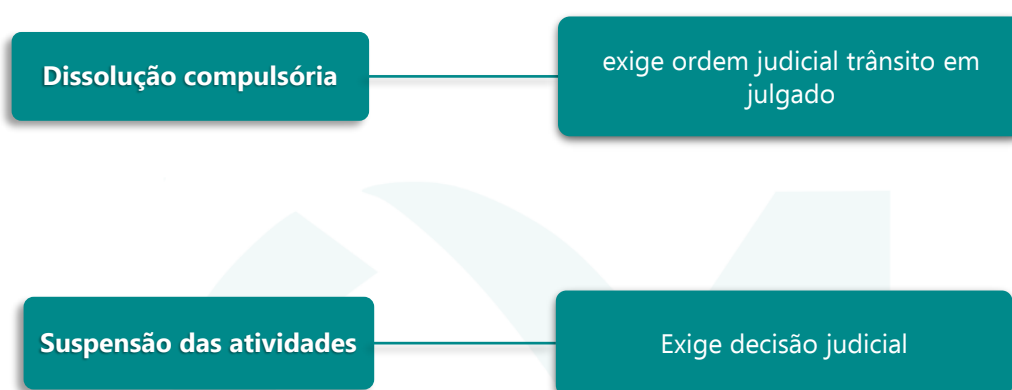 Dissolução compulsória
exige ordem judicial trânsito em
julgado
Suspensão das atividades
Exige decisão judicial